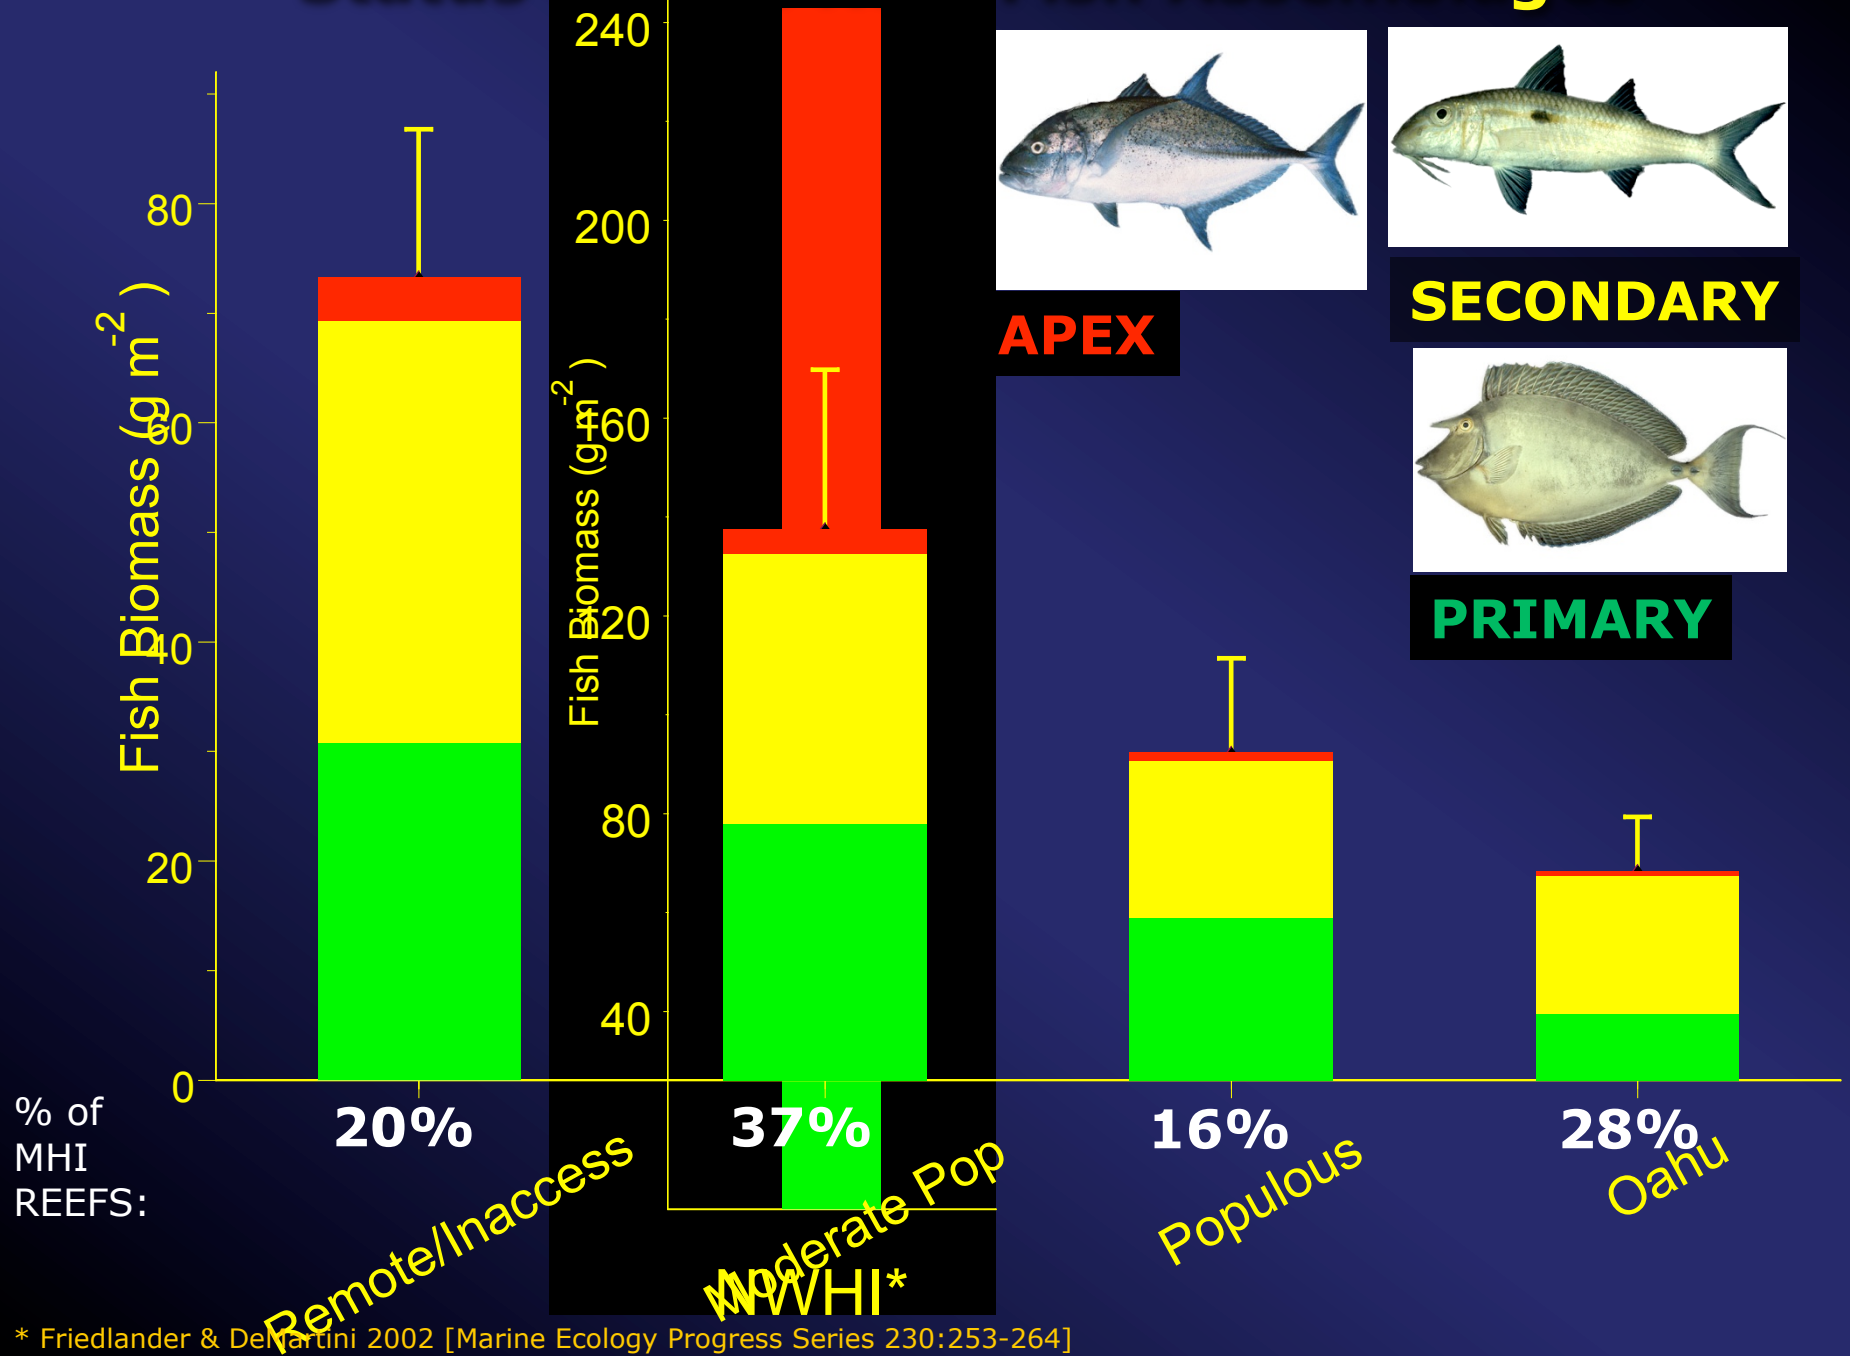 80
60
40
20
0
Fish Biomass (g m-2 )
240
200
160
120
80
40
Fish Biomass (g m-2 )
APEX
SECONDARY
PRIMARY
% of
MHI
REEFS:
20%
37%
16%
28%
Remote/Inaccess
Moderate Pop
Populous
Oahu
NWHI*
* Friedlander & DeMartini 2002 [Marine Ecology Progress Series 230:253-264]